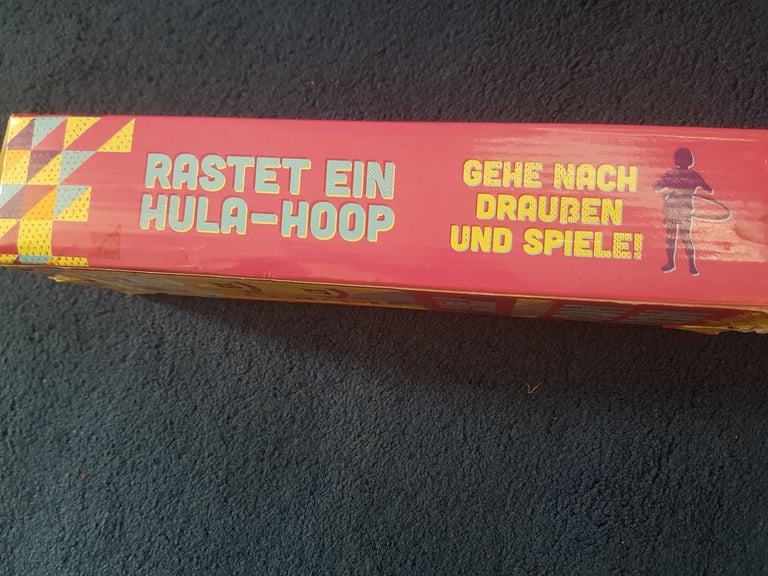 RASTET EIN
HULA-HOOP
GEHE NACH
DRAUßEN
UND SPIELE!